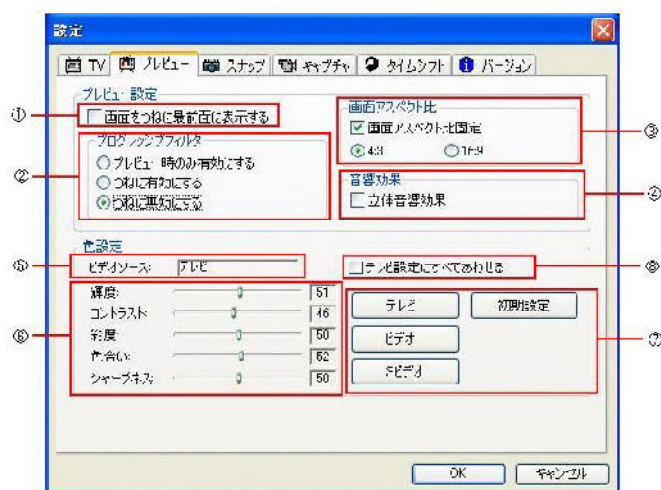 設定
TV プレビュー スナップ キャプチャ タイムシフト バージョン
プレビュー設定
① 画面をつねに最前面に表示する
プログレッシブフィルタ
② プレビュー時のみ有効にする
つねに有効にする
つねに無効にする
画面アスペクト比
画面アスペクト比固定 ③
4:3 16:9
音響効果
立体音響効果 ④
色設定
⑤ ビデオソース: テレビ
テレビ設定にすべてあわせる ⑧
⑥ 輝度: 51
コントラスト: 46
彩度: 50
色合い: 52
シャープネス: 50
テレビ 初期設定
ビデオ ⑦
Sビデオ
OK キャンセル